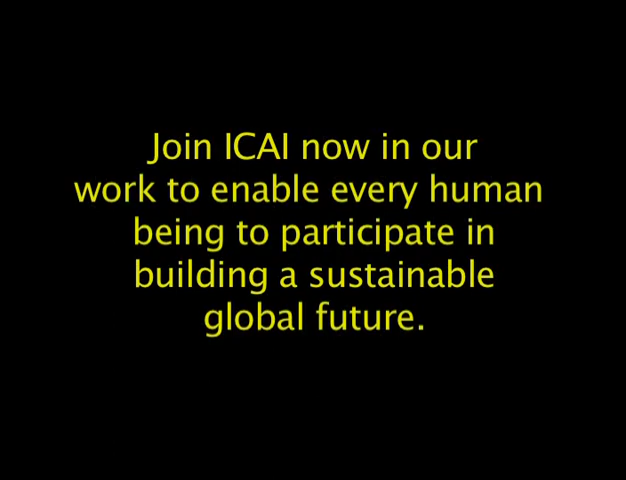 Join ICAI now in our
work to enable every human
being to participate in
building a sustainable
global future.